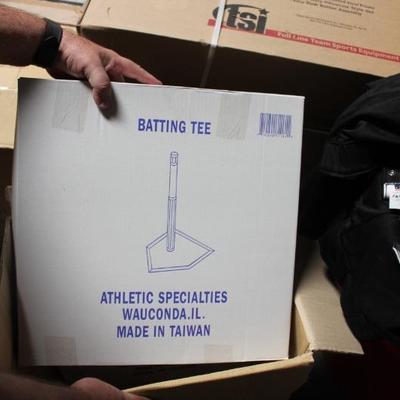 tsi
Full Line Team Sports Equipment
BATTING TEE
ATHLETIC SPECIALTIES
WAUCONDA.IL.
MADE IN TAIWAN